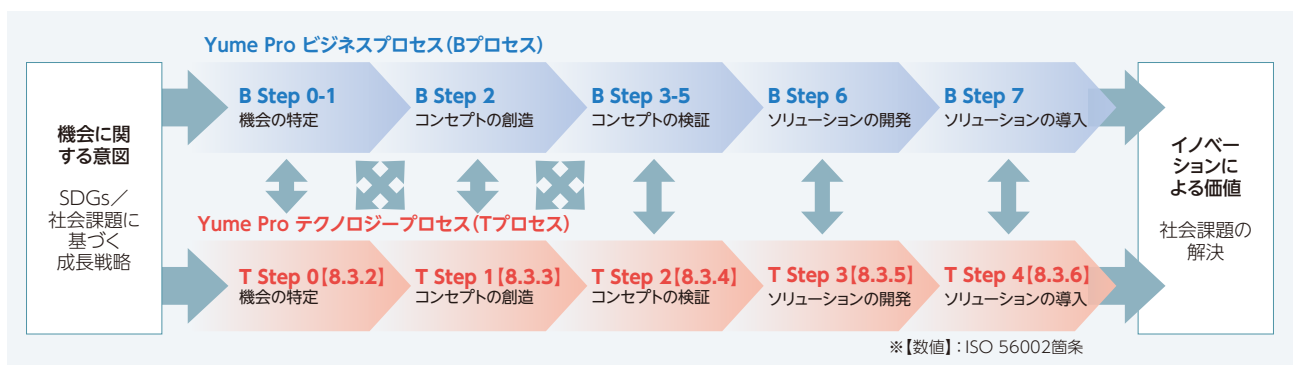 Yume Pro ビジネスプロセス（Bプロセス）
機会に関
する意図
SDGs／
社会課題に
基づく
成長戦略
B Step 0-1
機会の特定
B Step 2
コンセプトの創造
B Step 3-5
コンセプトの検証
B Step 6
ソリューションの開発
B Step 7
ソリューションの導入
Yume Pro テクノロジープロセス（Tプロセス）
T Step 0【8.3.2】
機会の特定
T Step 1【8.3.3】
コンセプトの創造
T Step 2【8.3.4】
コンセプトの検証
T Step 3【8.3.5】
ソリューションの開発
T Step 4【8.3.6】
ソリューションの導入
イノベー
ションに
よる価値
社会課題の
解決
※【数値】：ISO 56002箇条